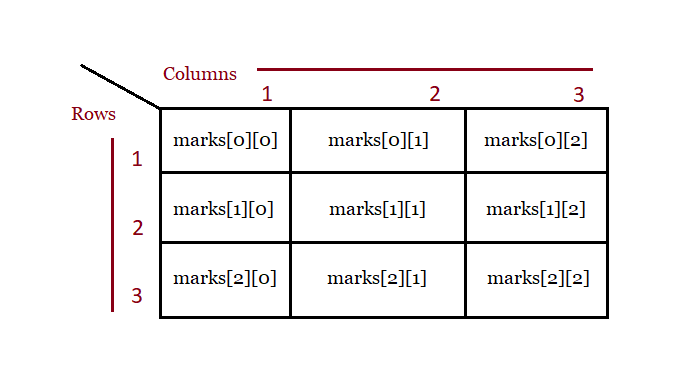 Columns
1 2 3
Rows
1 marks[0][0] marks[0][1] marks[0][2]
2 marks[1][0] marks[1][1] marks[1][2]
3 marks[2][0] marks[2][1] marks[2][2]